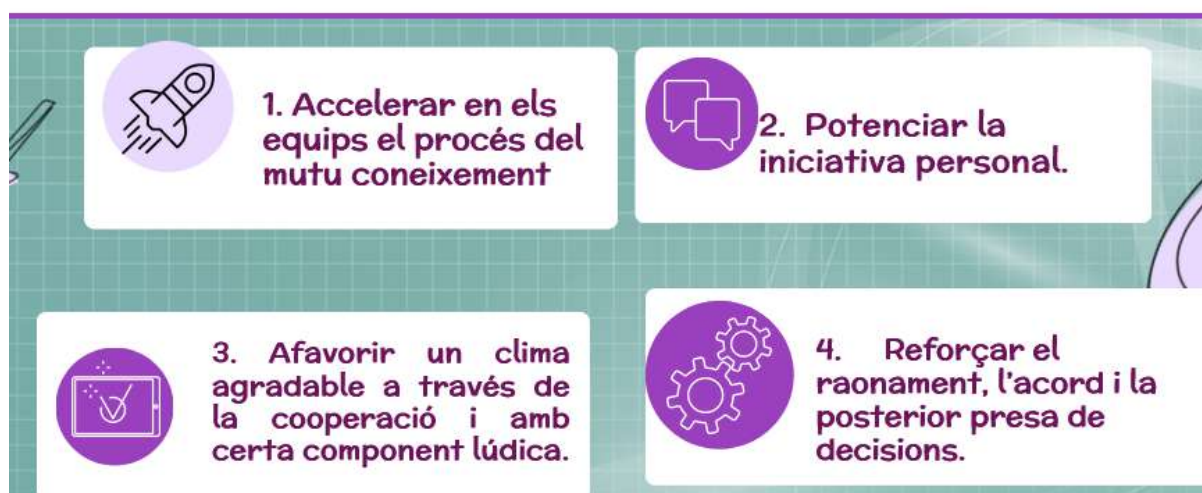 1. Accelerar en els
equips el procés del
mutu coneixement
2. Potenciar la
iniciativa personal.
3. Afavorir un clima
agradable a través de
la cooperació i amb
certa component lúdica.
4. Reforçar el
raonament, l'acord i la
posterior presa de
decisions.